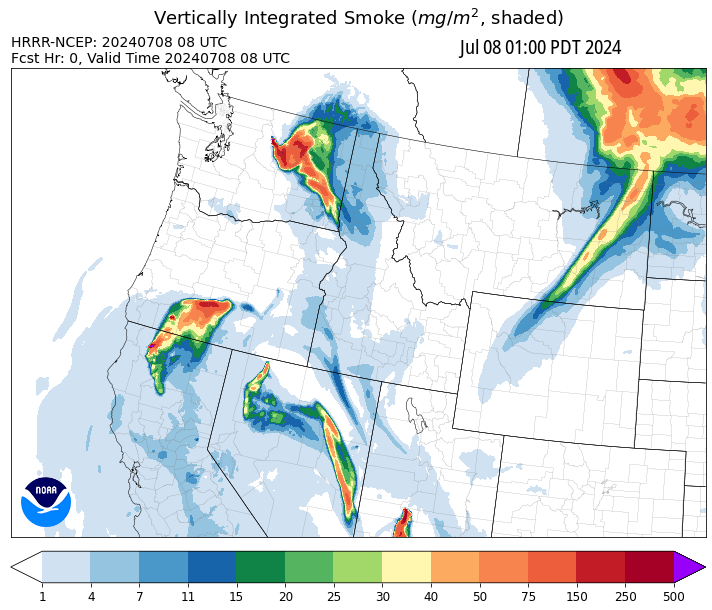 Vertically Integrated Smoke (mg/m², shaded)
HRRR-NCEP: 20240708 08 UTC
Jul 08 01:00 PDT 2024
Fcst Hr: 0, Valid Time 20240708 08 UTC
NOAA
1 4 7 11 15 20 25 30 40 50 75 150 250 500